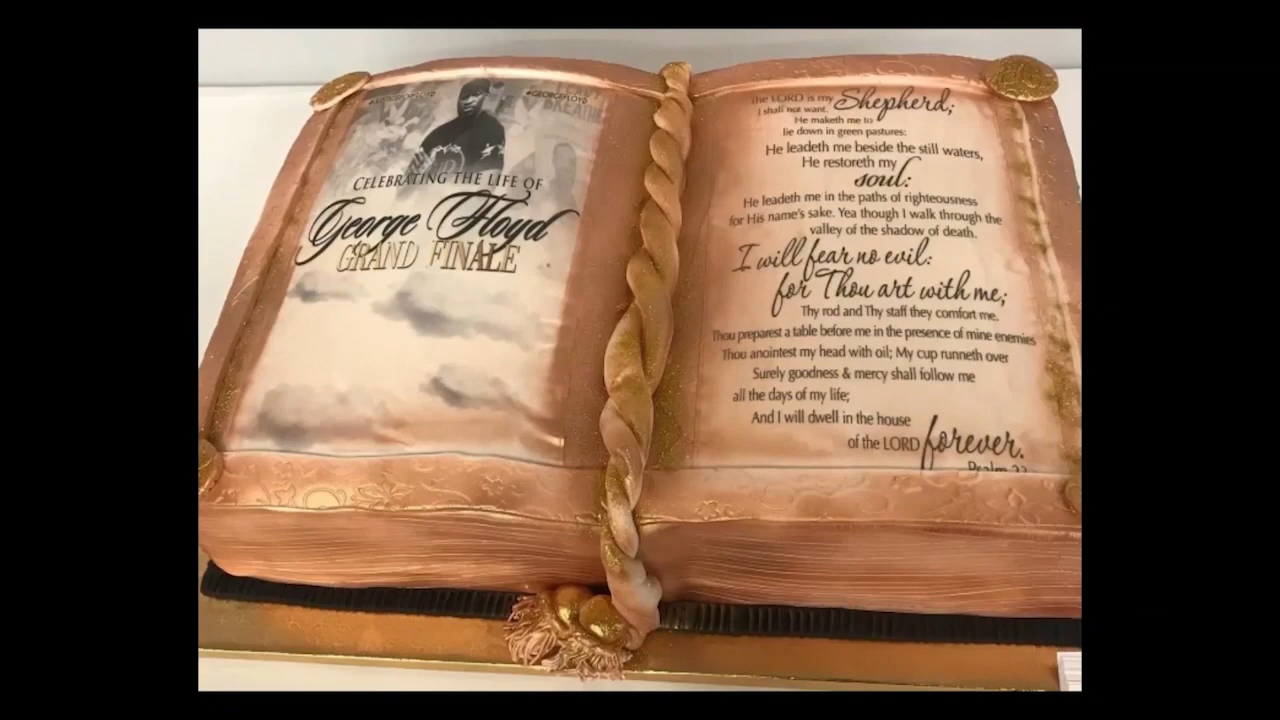 #JUSTICEFORFLOYD #GEORGEFLOYD
BREATHE
CELEBRATING THE LIFE OF
George Floyd
GRAND FINALE
The LORD is my Shepherd;
I shall not want.
He maketh me to
lie down in green pastures:
He leadeth me beside the still waters,
He restoreth my
soul:
He leadeth me in the paths of righteousness
for His name's sake. Yea though I walk through the
valley of the shadow of death.
I will fear no evil:
for Thou art with me;
Thy rod and Thy staff they comfort me.
Thou preparest a table before me in the presence of mine enemies
Thou anointest my head with oil; My cup runneth over
Surely goodness & mercy shall follow me
all the days of my life;
And I will dwell in the house
of the LORD forever.
Psalm 23